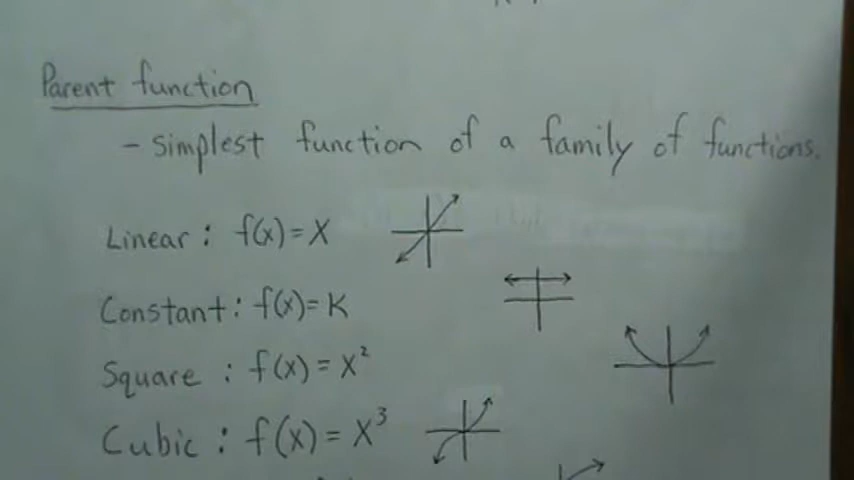 Parent function
- simplest function of a family of functions.
Linear : f(x) = X
Constant : f(x) = K
Square : f(x) = X²
Cubic : f(x) = X³